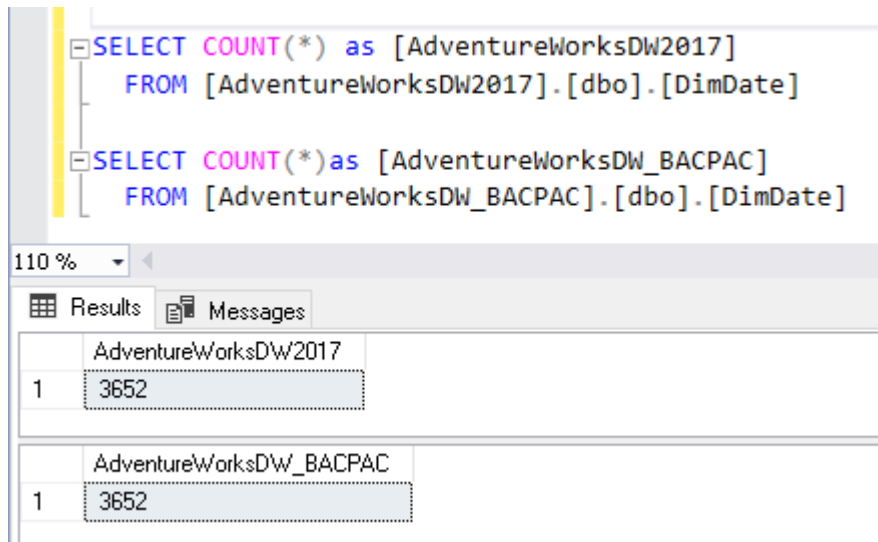 SELECT COUNT(*) as [AdventureWorksDW2017]
FROM [AdventureWorksDW2017].[dbo].[DimDate]
SELECT COUNT(*)as [AdventureWorksDW_BACPAC]
FROM [AdventureWorksDW_BACPAC].[dbo].[DimDate]
110 %
Results Messages
AdventureWorksDW2017
1 3652
AdventureWorksDW_BACPAC
1 3652